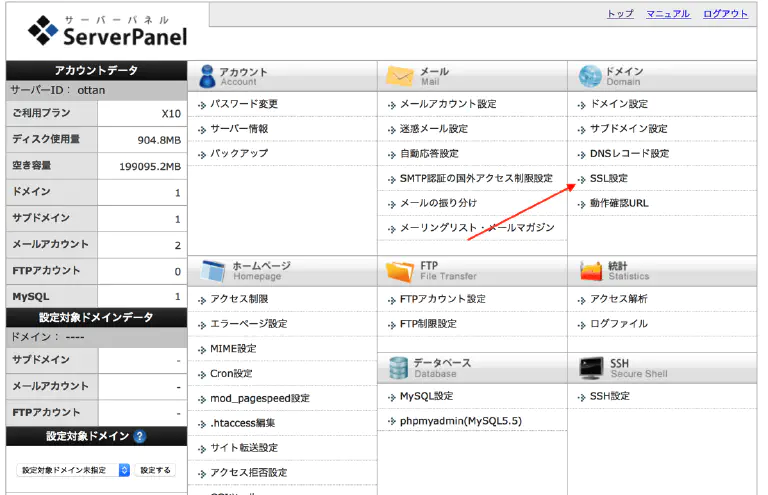 サーバーパネル
ServerPanel
トップ マニュアル ログアウト
アカウントデータ
サーバーID： ottan
ご利用プラン X10
ディスク使用量 904.8MB
空き容量 199095.2MB
ドメイン 1
サブドメイン 1
メールアカウント 2
FTPアカウント 0
MySQL 1
設定対象ドメインデータ
ドメイン： ----
サブドメイン -
メールアカウント -
FTPアカウント -
設定対象ドメイン ?
設定対象ドメイン未指定 設定する
アカウント
Account
パスワード変更
サーバー情報
バックアップ
メール
Mail
メールアカウント設定
迷惑メール設定
自動応答設定
SMTP認証の国外アクセス制限設定
メールの振り分け
メーリングリスト・メールマガジン
ドメイン
Domain
ドメイン設定
サブドメイン設定
DNSレコード設定
SSL設定
動作確認URL
ホームページ
Homepage
アクセス制限
エラーページ設定
MIME設定
Cron設定
mod_pagespeed設定
.htaccess編集
サイト転送設定
アクセス拒否設定
FTP
File Transfer
FTPアカウント設定
FTP制限設定
データベース
Database
MySQL設定
phpmyadmin(MySQL5.5)
統計
Statistics
アクセス解析
ログファイル
SSH
Secure Shell
SSH設定